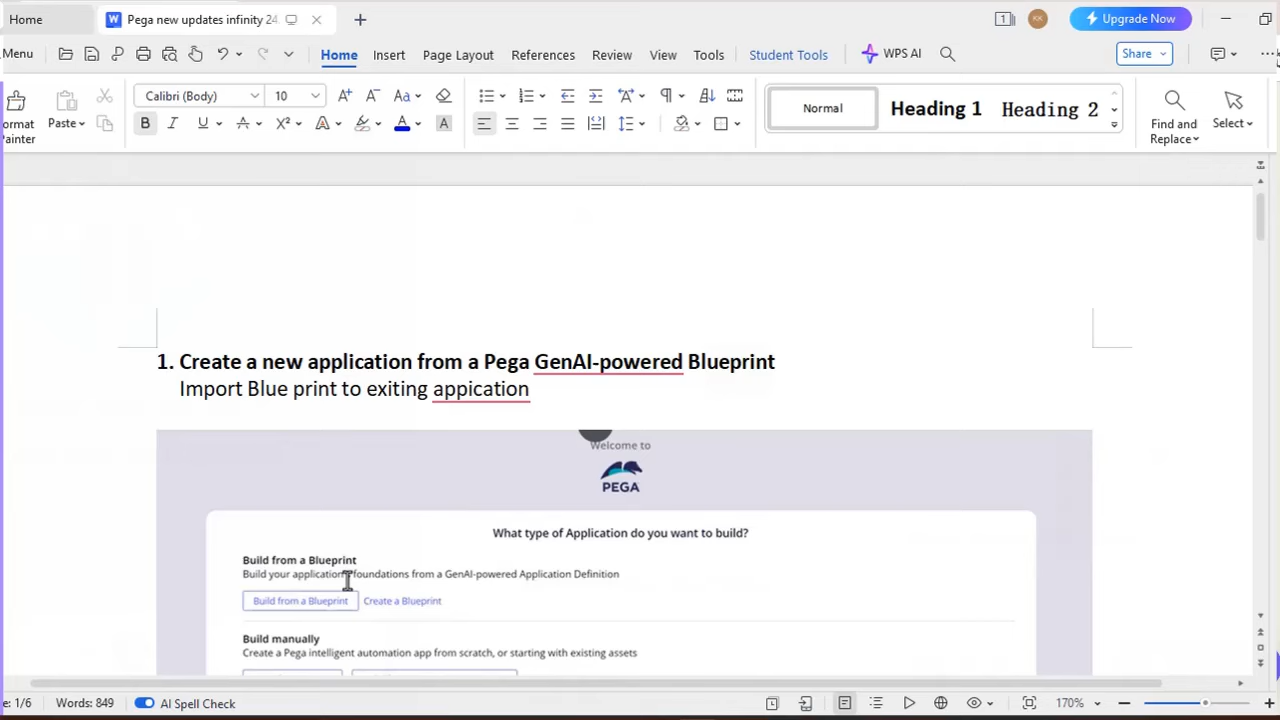 Home
Pega new updates infinity 24
1
KK
Upgrade Now
Menu
Home
Insert
Page Layout
References
Review
View
Tools
Student Tools
WPS AI
Share
Painter
Paste
Calibri (Body)
10
Normal
Heading 1
Heading 2
Find and
Replace
Select
1. Create a new application from a Pega GenAI-powered Blueprint
Import Blue print to exiting appication
Welcome to
PEGA
What type of Application do you want to build?
Build from a Blueprint
Build your application foundations from a GenAI-powered Application Definition
Build from a Blueprint
Create a Blueprint
Build manually
Create a Pega intelligent automation app from scratch, or starting with existing assets
e: 1/6
Words: 849
AI Spell Check
170%